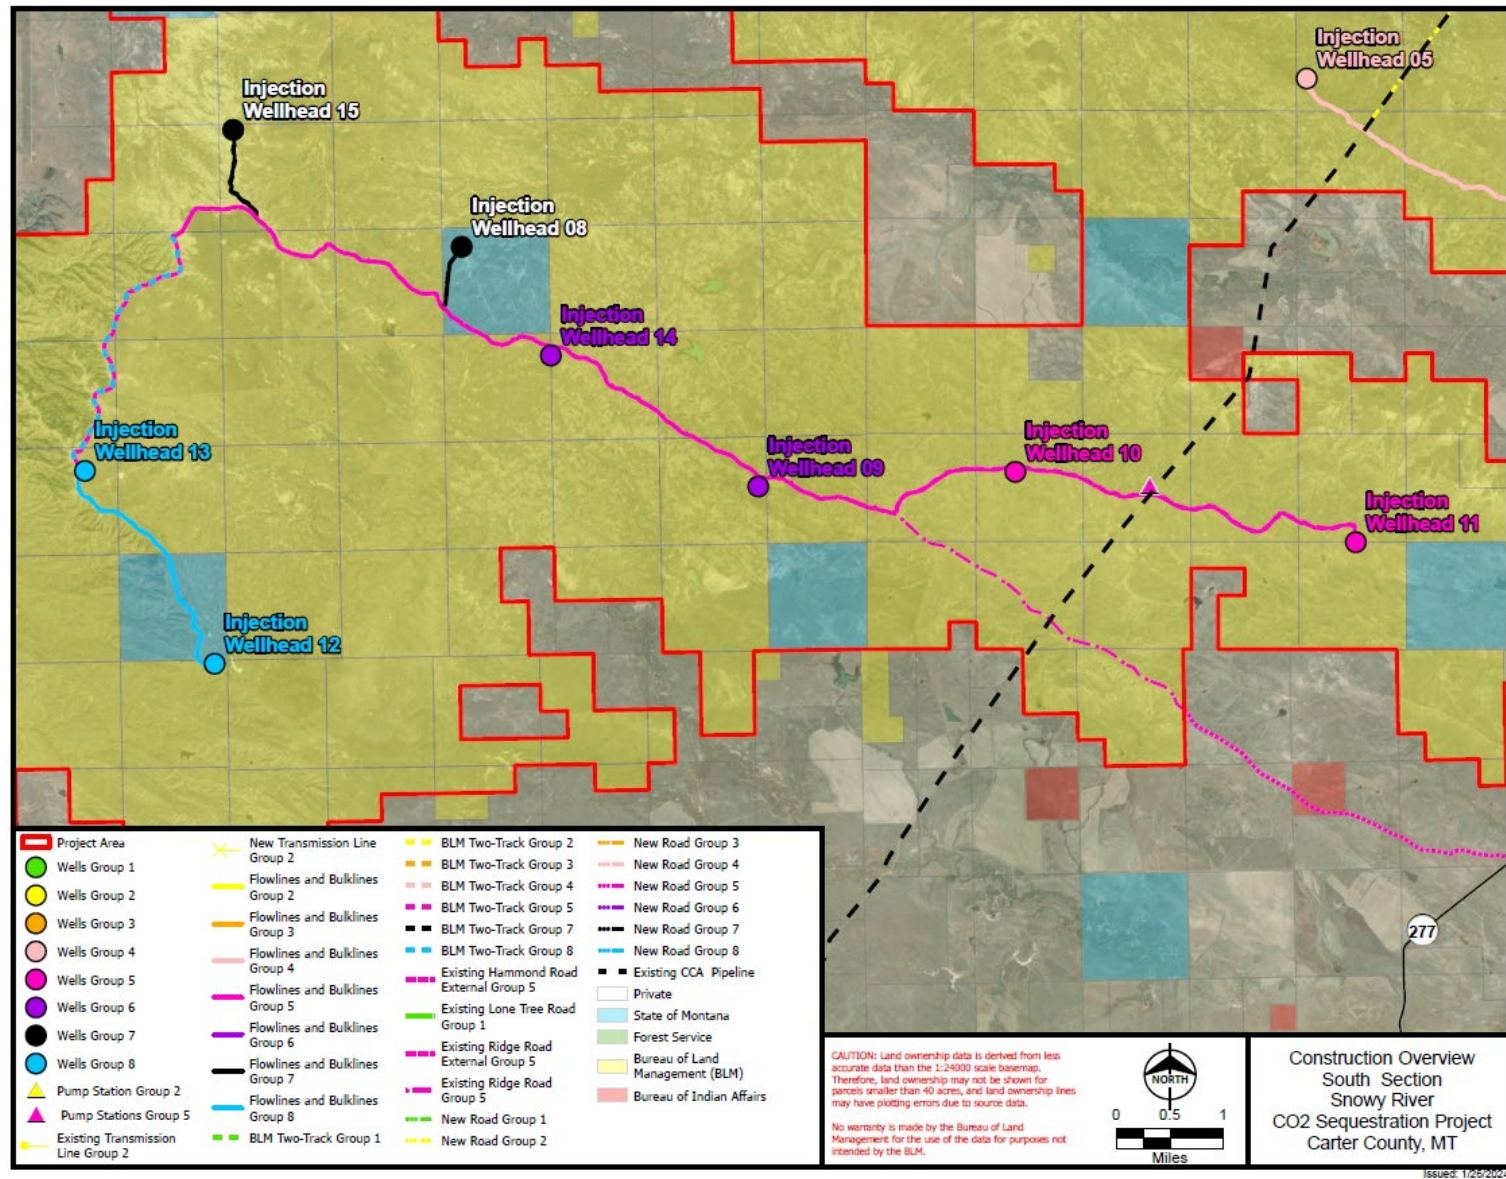 Injection
Wellhead 05
Injection
Wellhead 15
Injection
Wellhead 08
Injection
Wellhead 14
Injection
Wellhead 13
Injection
Wellhead 09
Injection
Wellhead 10
Injection
Wellhead 11
Injection
Wellhead 12
277
Project Area
Wells Group 1
Wells Group 2
Wells Group 3
Wells Group 4
Wells Group 5
Wells Group 6
Wells Group 7
Wells Group 8
Pump Station Group 2
Pump Stations Group 5
Existing Transmission
Line Group 2
New Transmission Line
Group 2
Flowlines and Bulklines
Group 2
Flowlines and Bulklines
Group 3
Flowlines and Bulklines
Group 4
Flowlines and Bulklines
Group 5
Flowlines and Bulklines
Group 6
Flowlines and Bulklines
Group 7
Flowlines and Bulklines
Group 8
BLM Two-Track Group 1
BLM Two-Track Group 2
BLM Two-Track Group 3
BLM Two-Track Group 4
BLM Two-Track Group 5
BLM Two-Track Group 7
BLM Two-Track Group 8
Existing Hammond Road
External Group 5
Existing Lone Tree Road
Group 1
Existing Ridge Road
External Group 5
Existing Ridge Road
Group 5
New Road Group 1
New Road Group 2
New Road Group 3
New Road Group 4
New Road Group 5
New Road Group 6
New Road Group 7
New Road Group 8
Existing CCA Pipeline
Private
State of Montana
Forest Service
Bureau of Land
Management (BLM)
Bureau of Indian Affairs
CAUTION: Land ownership data is derived from less
accurate data than the 1:24000 scale basemap.
Therefore, land ownership may not be shown for
parcels smaller than 40 acres, and land ownership lines
may have plotting errors due to source data.
No warranty is made by the Bureau of Land
Management for the use of the data for purposes not
intended by the BLM.
NORTH
0 0.5 1
Miles
Construction Overview
South Section
Snowy River
CO2 Sequestration Project
Carter County, MT
Issued: 1/26/2024